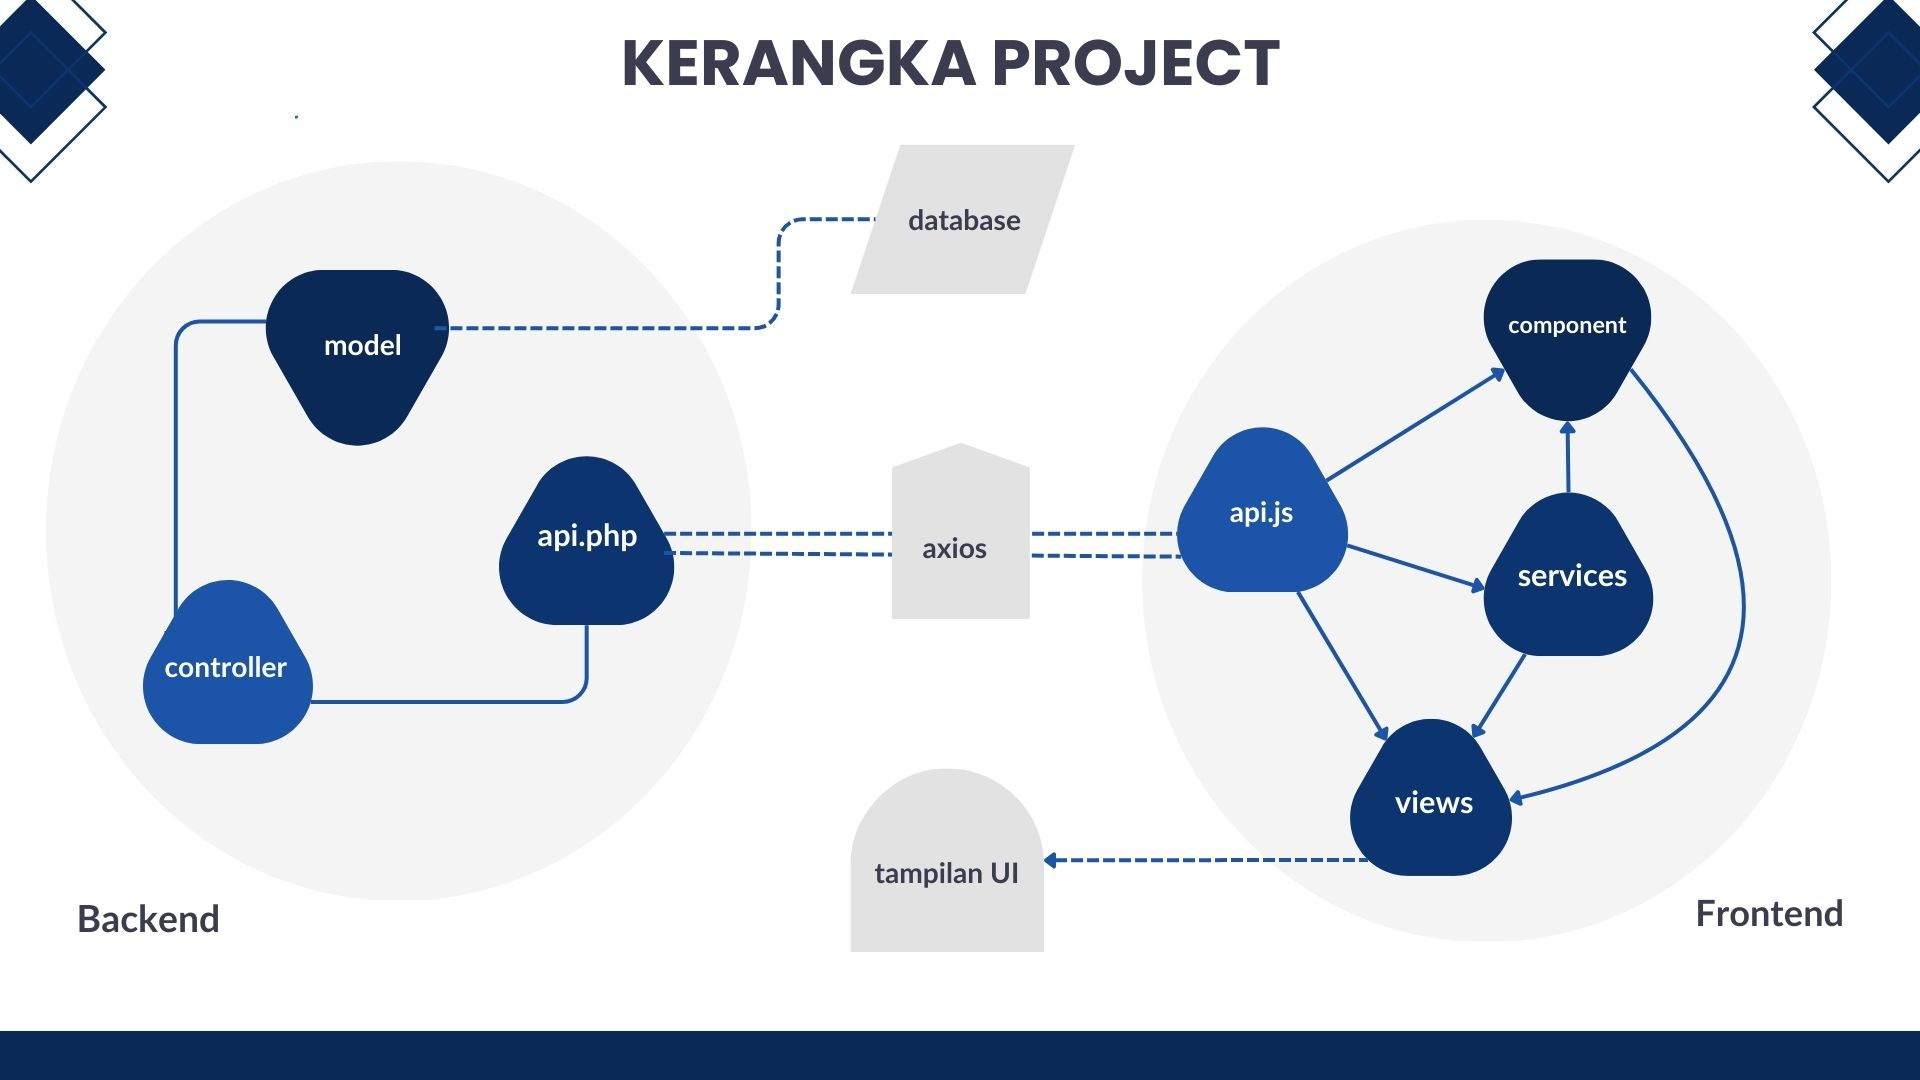 KERANGKA PROJECT
database
model
component
api.php
axios
api.js
services
controller
views
tampilan UI
Backend
Frontend